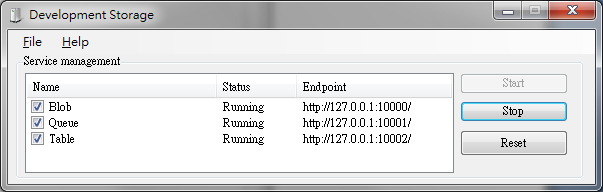 Development Storage
File Help
Service management
Name Status Endpoint
Blob Running http://127.0.0.1:10000/
Queue Running http://127.0.0.1:10001/
Table Running http://127.0.0.1:10002/
Start
Stop
Reset